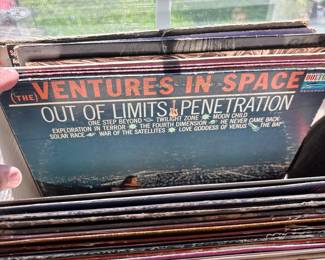 (THE) VENTURES IN SPACE
OUT OF LIMITS PENETRATION
ONE STEP BEYOND TWILIGHT ZONE MOON CHILD
EXPLORATION IN TERROR THE FOURTH DIMENSION HE NEVER CAME BACK
SOLAR RACE WAR OF THE SATELLITES LOVE GODDESS OF VENUS THE BAT